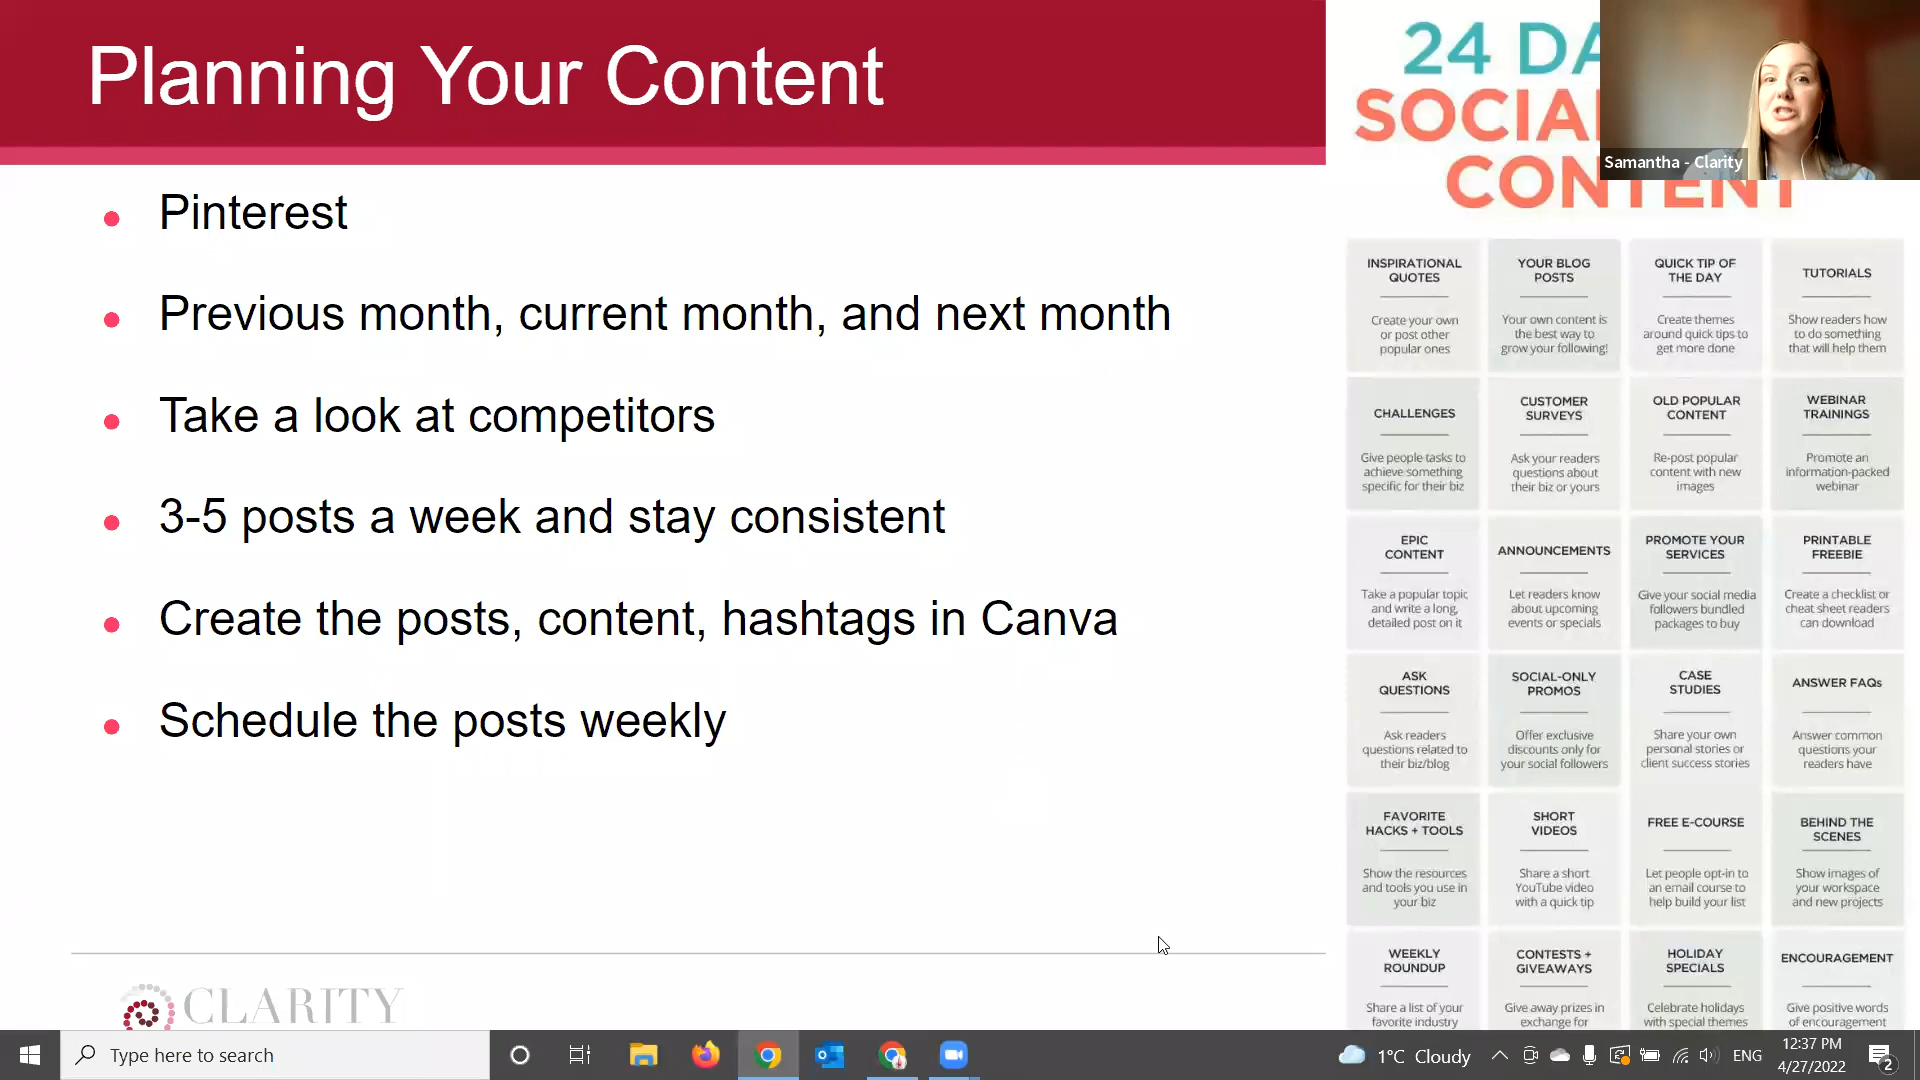 Planning Your Content
Pinterest
Previous month, current month, and next month
Take a look at competitors
3-5 posts a week and stay consistent
Create the posts, content, hashtags in Canva
Schedule the posts weekly
CLARITY
24 DA
SOCIA
CONTENT
Samantha - Clarity
INSPIRATIONAL
QUOTES
Create your own
or post other
popular ones
YOUR BLOG
POSTS
Your own content is
the best way to
grow your following!
QUICK TIP OF
THE DAY
Create themes
around quick tips to
get more done
TUTORIALS
Show readers how
to do something
that will help them
CHALLENGES
Give people tasks to
achieve something
specific for their biz
CUSTOMER
SURVEYS
Ask your readers
questions about
their biz or yours
OLD POPULAR
CONTENT
Re-post popular
content with new
images
WEBINAR
TRAININGS
Promote an
information-packed
webinar
EPIC
CONTENT
Take a popular topic
and write a long,
detailed post on it
ANNOUNCEMENTS
Let readers know
about upcoming
events or specials
PROMOTE YOUR
SERVICES
Give your social media
followers bundled
packages to buy
PRINTABLE
FREEBIE
Create a checklist or
cheat sheet readers
can download
ASK
QUESTIONS
Ask readers
questions related to
their biz/blog
SOCIAL-ONLY
PROMOS
Offer exclusive
discounts only for
your social followers
CASE
STUDIES
Share your own
personal stories or
client success stories
ANSWER FAQs
Answer common
questions your
readers have
FAVORITE
HACKS + TOOLS
Show the resources
and tools you use in
your biz
SHORT
VIDEOS
Share a short
YouTube video
with a quick tip
FREE E-COURSE
Let people opt-in to
an email course to
help build your list
BEHIND THE
SCENES
Show images of
your workspace
and new projects
WEEKLY
ROUNDUP
Share a list of your
favorite industry
CONTESTS +
GIVEAWAYS
Give away prizes in
exchange for
HOLIDAY
SPECIALS
Celebrate holidays
with special themes
ENCOURAGEMENT
Give positive words
of encouragement
Type here to search
1°C Cloudy
ENG
12:37 PM
4/27/2022
2